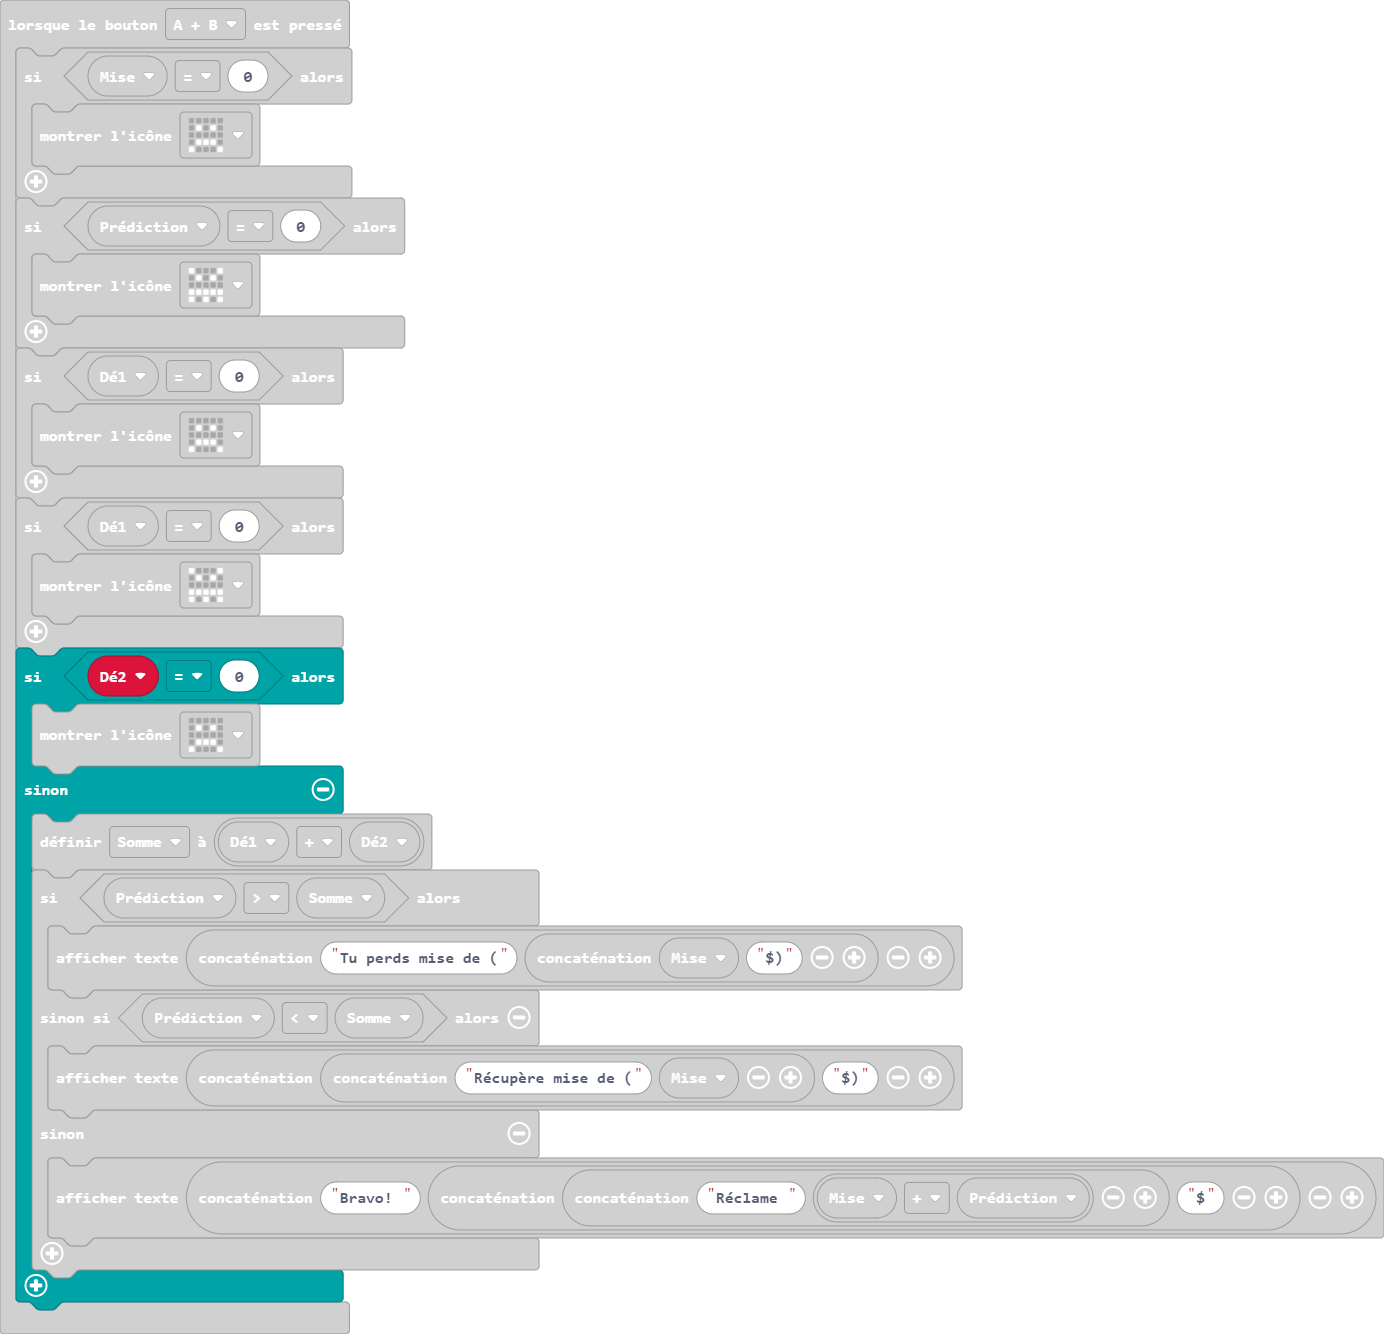 lorsque le bouton A + B est pressé
si Mise = 0 alors
montrer l'icône
si Prédiction = 0 alors
montrer l'icône
si Dé1 = 0 alors
montrer l'icône
si Dé1 = 0 alors
montrer l'icône
si Dé2 = 0 alors
montrer l'icône
sinon
définir Somme à Dé1 + Dé2
si Prédiction > Somme alors
afficher texte concaténation "Tu perds mise de (" concaténation Mise "$)"
sinon si Prédiction < Somme alors
afficher texte concaténation concaténation "Récupère mise de (" Mise "$)"
sinon
afficher texte concaténation "Bravo! " concaténation concaténation "Réclame " Mise + Prédiction "$"